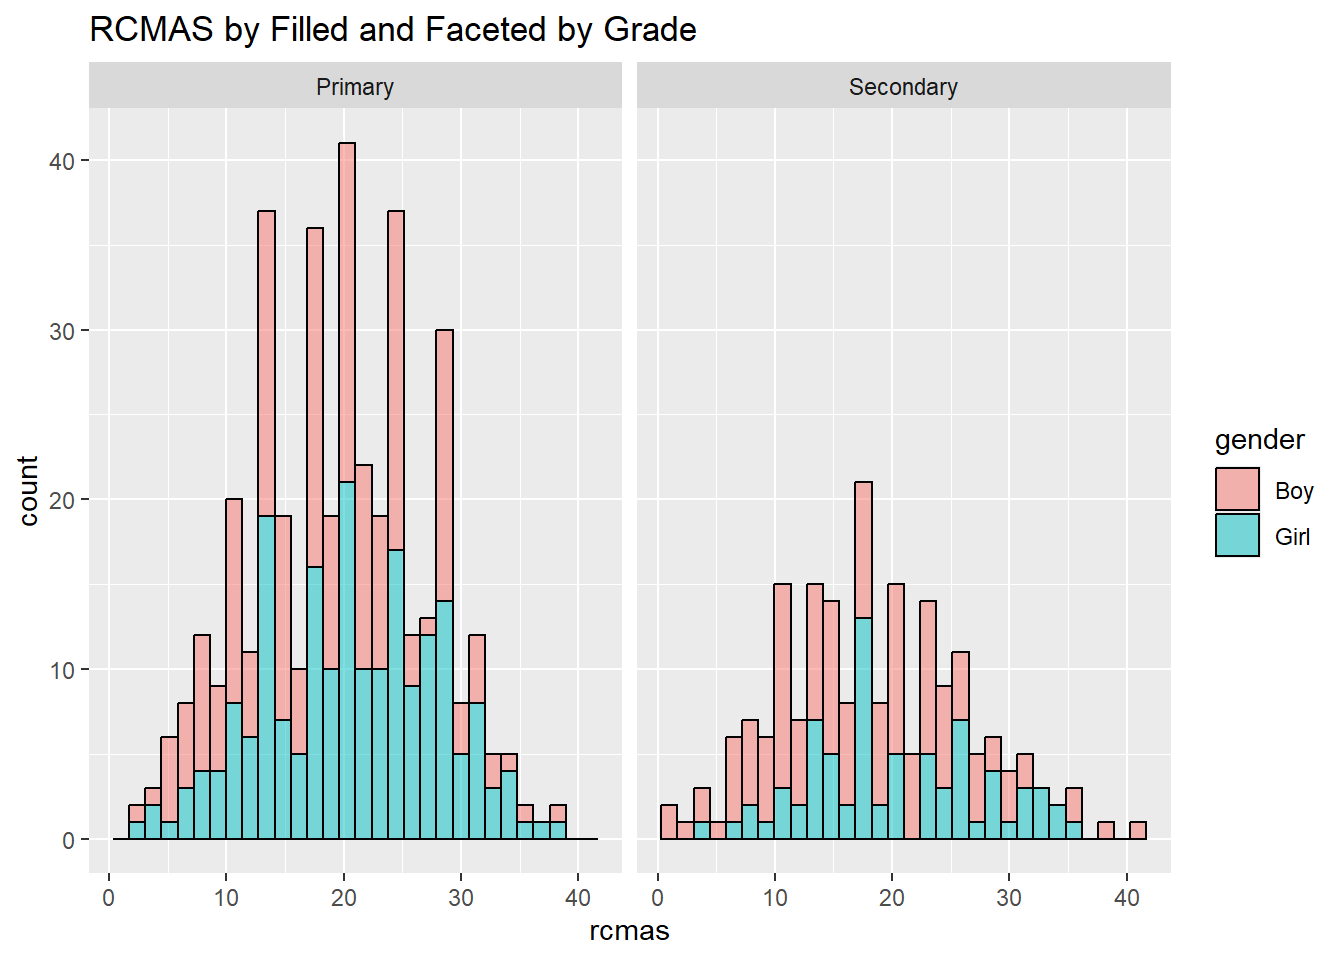 RCMAS by Filled and Faceted by Grade
Primary
Secondary
40
30
20
10
0
count
0 10 20 30 40
0 10 20 30 40
rcmas
gender
Boy
Girl